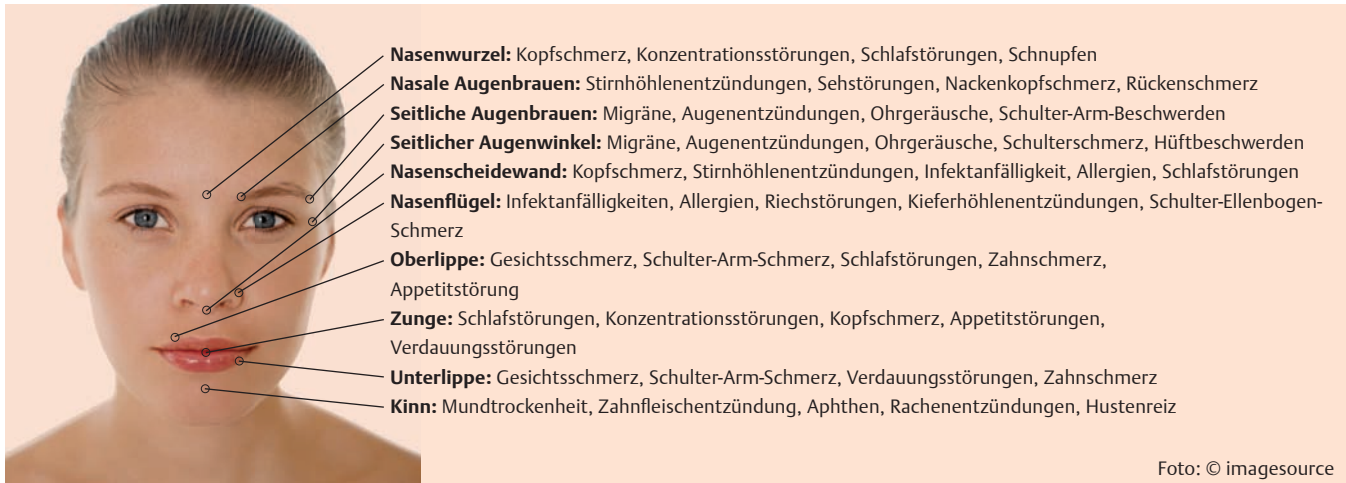 Nasenwurzel: Kopfschmerz, Konzentrationsstörungen, Schlafstörungen, Schnupfen
Nasale Augenbrauen: Stirnhöhlenentzündungen, Sehstörungen, Nackenkopfschmerz, Rückenschmerz
Seitliche Augenbrauen: Migräne, Augenentzündungen, Ohrgeräusche, Schulter-Arm-Beschwerden
Seitlicher Augenwinkel: Migräne, Augenentzündungen, Ohrgeräusche, Schulterschmerz, Hüftbeschwerden
Nasenscheidewand: Kopfschmerz, Stirnhöhlenentzündungen, Infektanfälligkeit, Allergien, Schlafstörungen
Nasenflügel: Infektanfälligkeiten, Allergien, Riechstörungen, Kieferhöhlenentzündungen, Schulter-Ellenbogen-
Schmerz
Oberlippe: Gesichtsschmerz, Schulter-Arm-Schmerz, Schlafstörungen, Zahnschmerz,
Appetitstörung
Zunge: Schlafstörungen, Konzentrationsstörungen, Kopfschmerz, Appetitstörungen,
Verdauungsstörungen
Unterlippe: Gesichtsschmerz, Schulter-Arm-Schmerz, Verdauungsstörungen, Zahnschmerz
Kinn: Mundtrockenheit, Zahnfleischentzündung, Aphthen, Rachenentzündungen, Hustenreiz
Foto: © imagesource